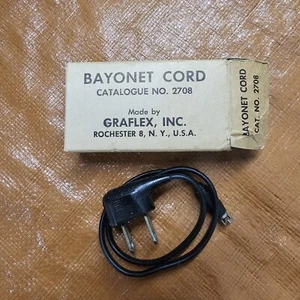 BAYONET CORD
CATALOGUE NO. 2708
Made by
GRAFLEX, INC.
ROCHESTER 8, N. Y., U.S.A.
BAYONET CORD
CAT. NO. 2708